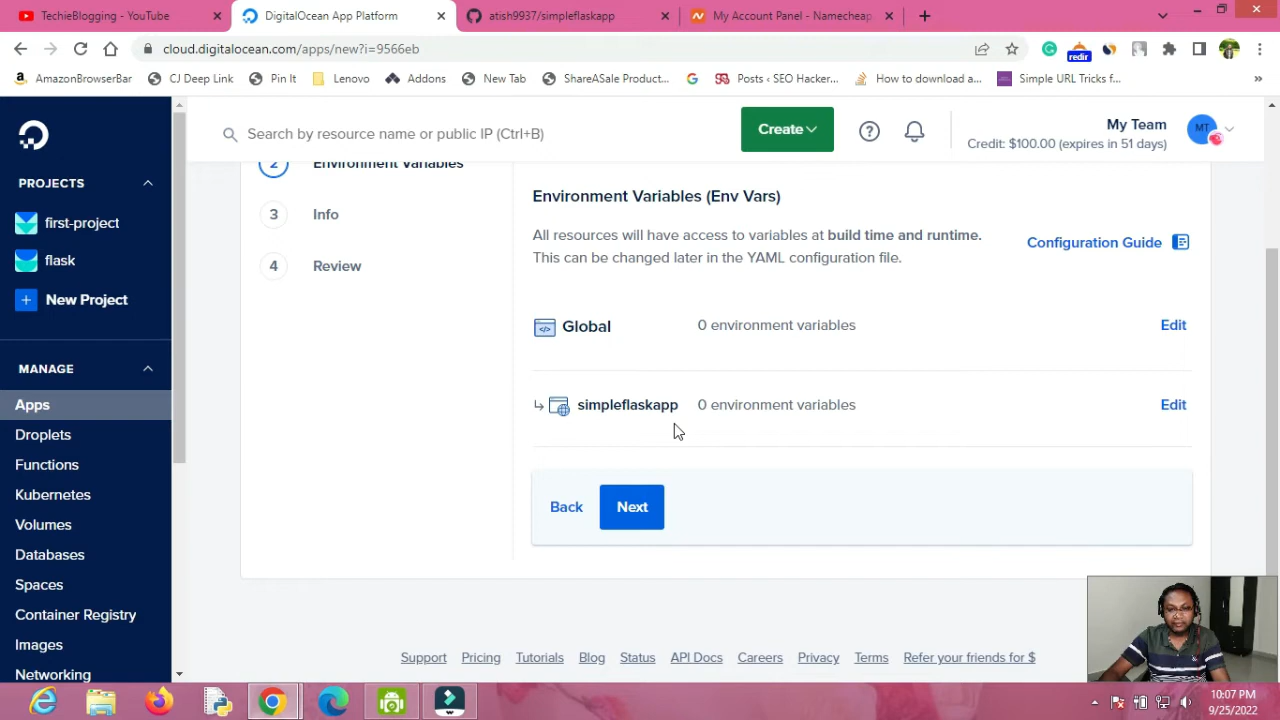 TechieBlogging - YouTube
DigitalOcean App Platform
atish9937/simpleflaskapp
My Account Panel - Namecheap
cloud.digitalocean.com/apps/new?i=9566eb
redir
AmazonBrowserBar
CJ Deep Link
Pin It
Lenovo
Addons
New Tab
ShareASale Product...
Posts ‹ SEO Hacker...
How to download a...
Simple URL Tricks f...
Search by resource name or public IP (Ctrl+B)
Create
My Team
Credit: $100.00 (expires in 51 days)
MT
PROJECTS
first-project
flask
New Project
MANAGE
Apps
Droplets
Functions
Kubernetes
Volumes
Databases
Spaces
Container Registry
Images
Networking
2 Environment Variables
3 Info
4 Review
Environment Variables (Env Vars)
All resources will have access to variables at build time and runtime.
This can be changed later in the YAML configuration file.
Configuration Guide
Global 0 environment variables Edit
simpleflaskapp 0 environment variables Edit
Back Next
Support Pricing Tutorials Blog Status API Docs Careers Privacy Terms Refer your friends for $
10:07 PM
9/25/2022